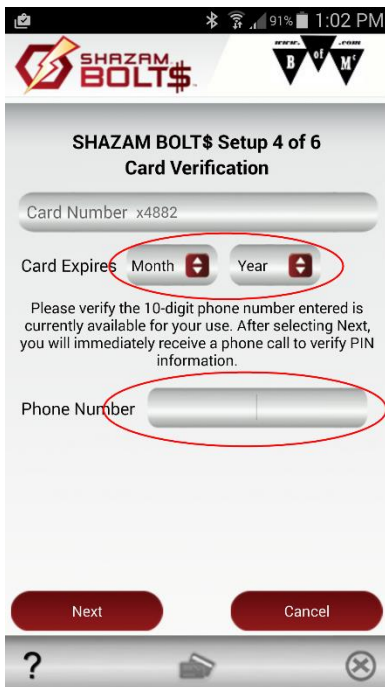 91% 1:02 PM
SHAZAM
BOLT$
www. .com
B of Mc
SHAZAM BOLT$ Setup 4 of 6
Card Verification
Card Number x4882
Card Expires Month Year
Please verify the 10-digit phone number entered is
currently available for your use. After selecting Next,
you will immediately receive a phone call to verify PIN
information.
Phone Number
Next Cancel
?